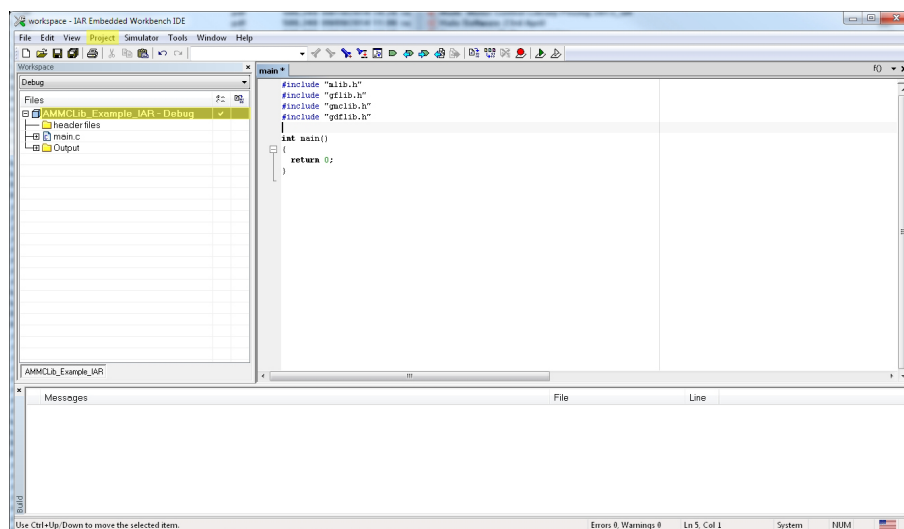 workspace - IAR Embedded Workbench IDE
File Edit View Project Simulator Tools Window Help
Workspace
Debug
Files
AMMCLib_Example_IAR - Debug
header files
main.c
Output
AMMCLib_Example_IAR
main *
f()
#include "mlib.h"
#include "gflib.h"
#include "gmclib.h"
#include "gdflib.h"
int main()
{
return 0;
}
Messages File Line
Build
Use Ctrl+Up/Down to move the selected item. Errors 0, Warnings 0 Ln 5, Col 1 System NUM